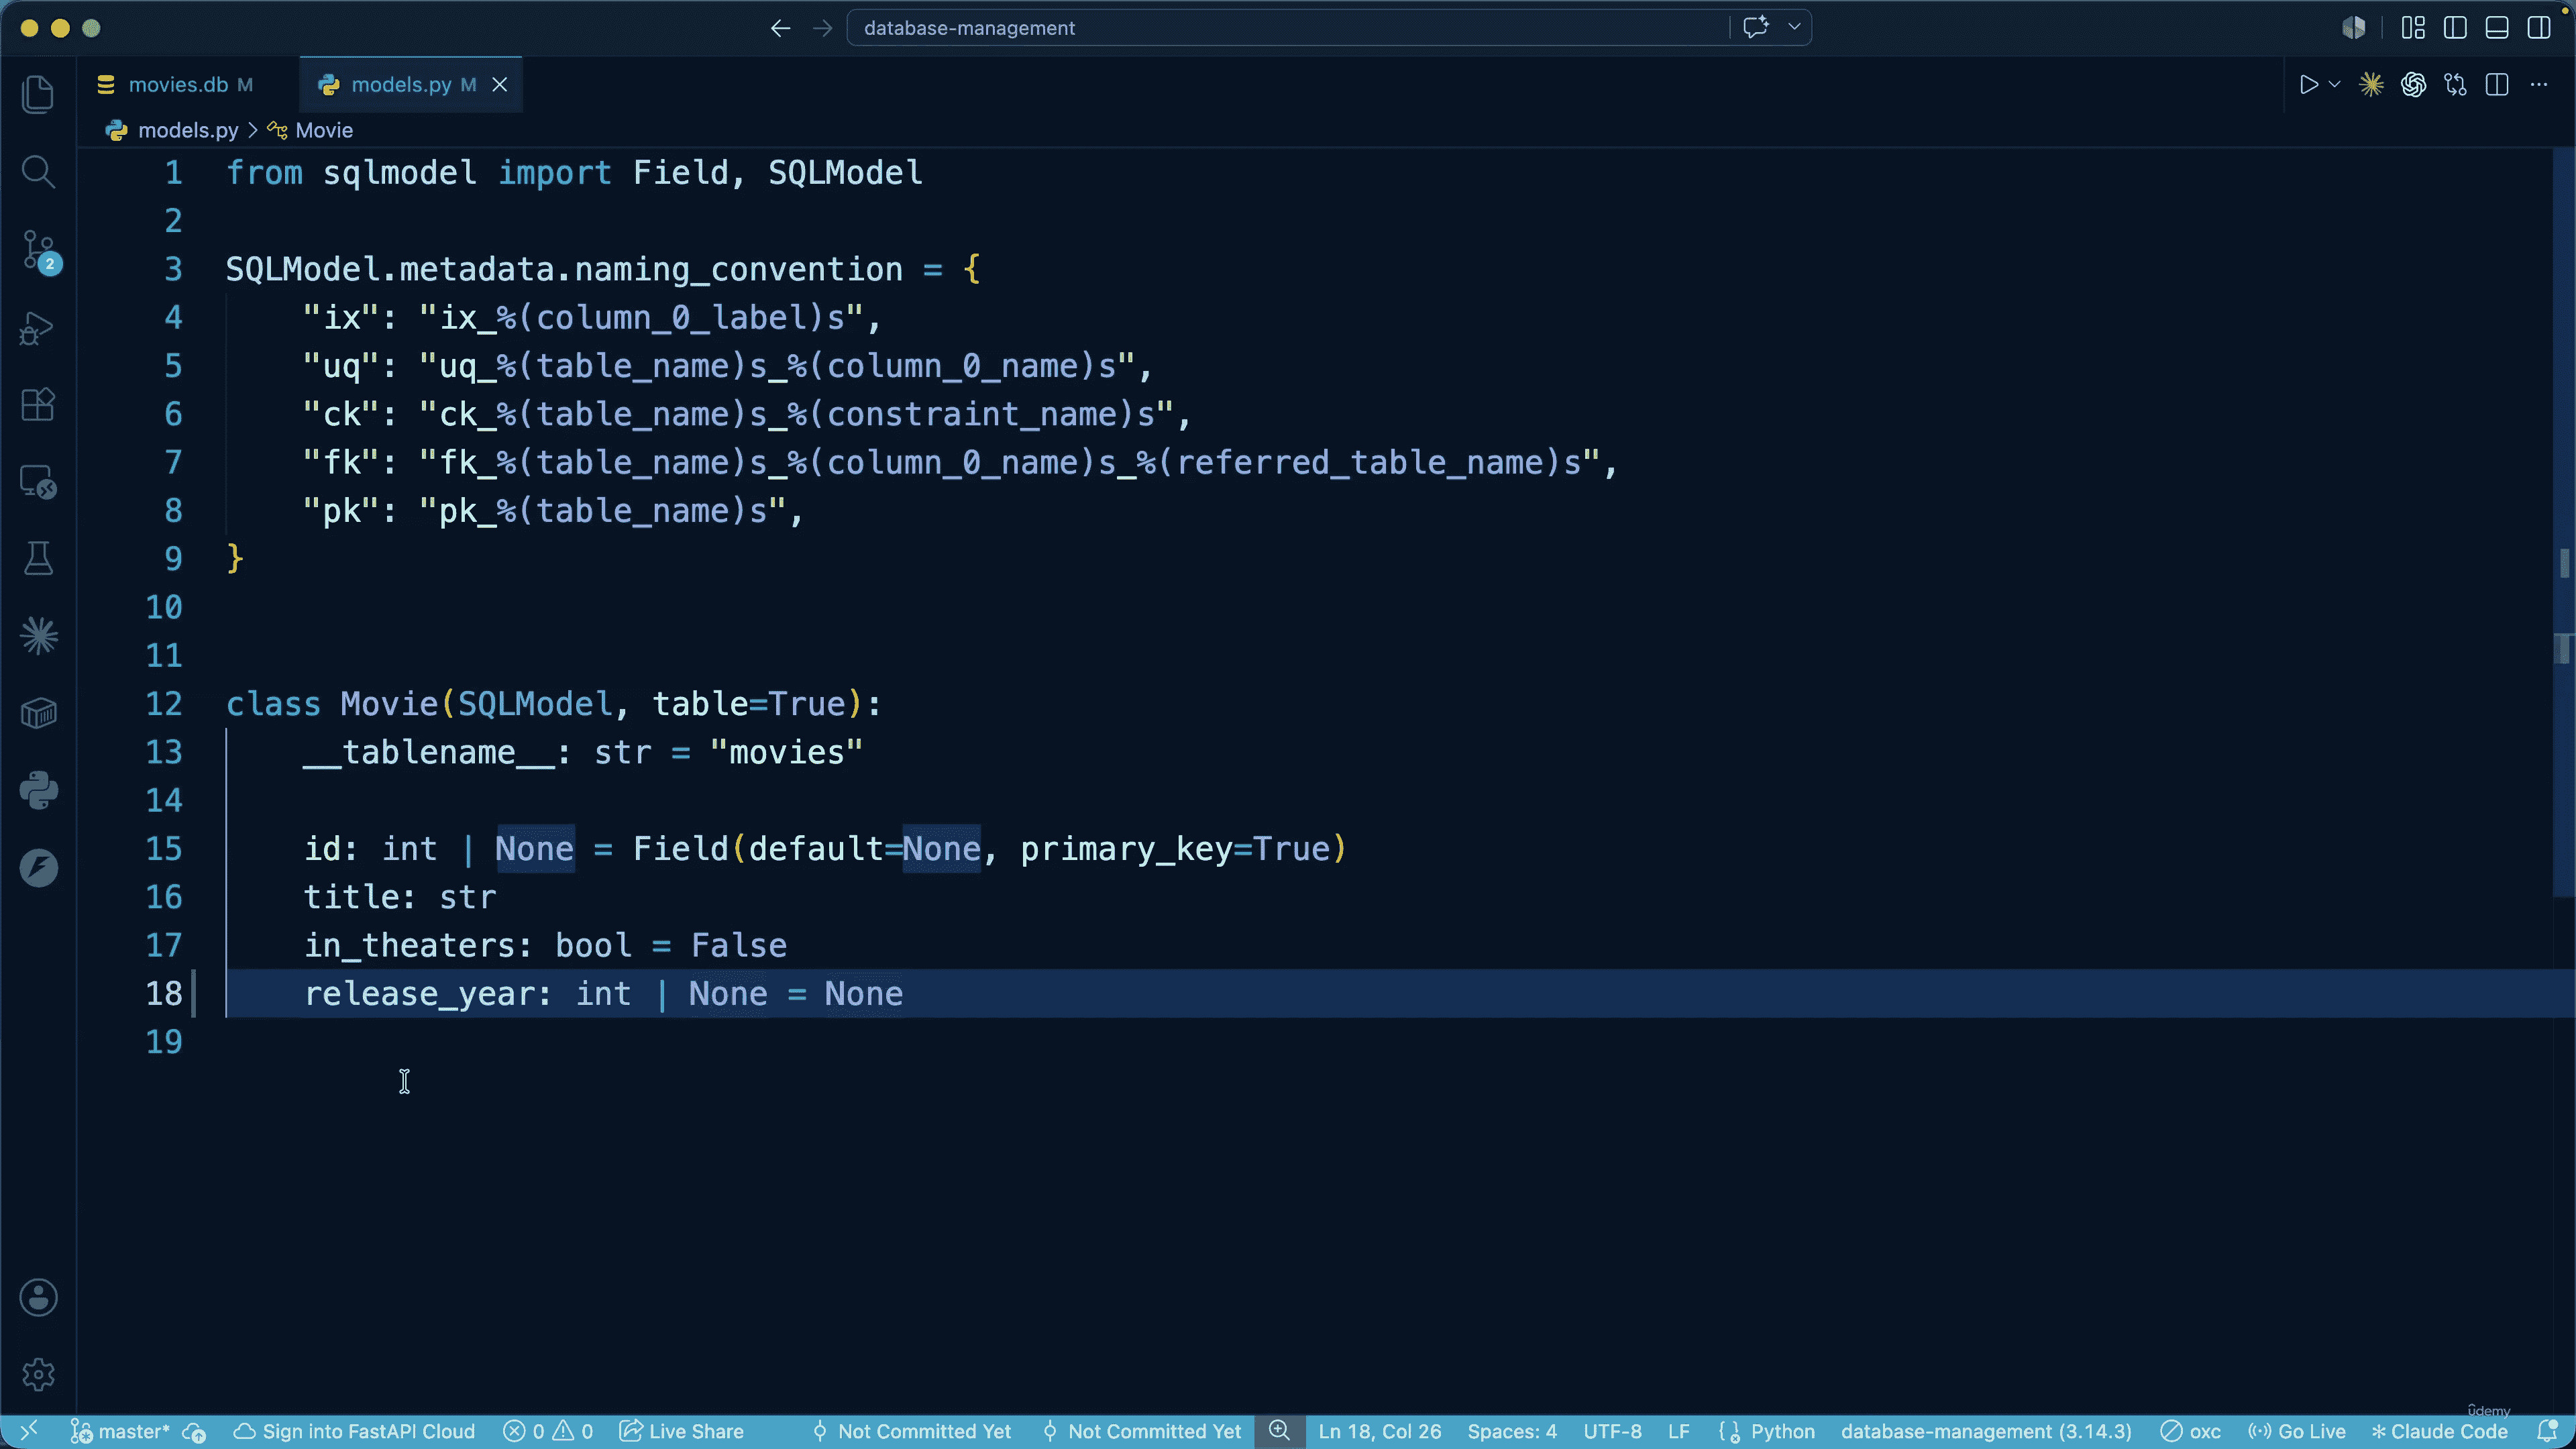 database-management
movies.db M
models.py M
models.py > Movie
1 from sqlmodel import Field, SQLModel
2
3 SQLModel.metadata.naming_convention = {
4     "ix": "ix_%(column_0_label)s",
5     "uq": "uq_%(table_name)s_%(column_0_name)s",
6     "ck": "ck_%(table_name)s_%(constraint_name)s",
7     "fk": "fk_%(table_name)s_%(column_0_name)s_%(referred_table_name)s",
8     "pk": "pk_%(table_name)s",
9 }
10
11
12 class Movie(SQLModel, table=True):
13     __tablename__: str = "movies"
14
15     id: int | None = Field(default=None, primary_key=True)
16     title: str
17     in_theaters: bool = False
18     release_year: int | None = None
19
2
udemy
master* Sign into FastAPI Cloud 0 0 Live Share Not Committed Yet Not Committed Yet Ln 18, Col 26 Spaces: 4 UTF-8 LF Python database-management (3.14.3) oxc Go Live Claude Code